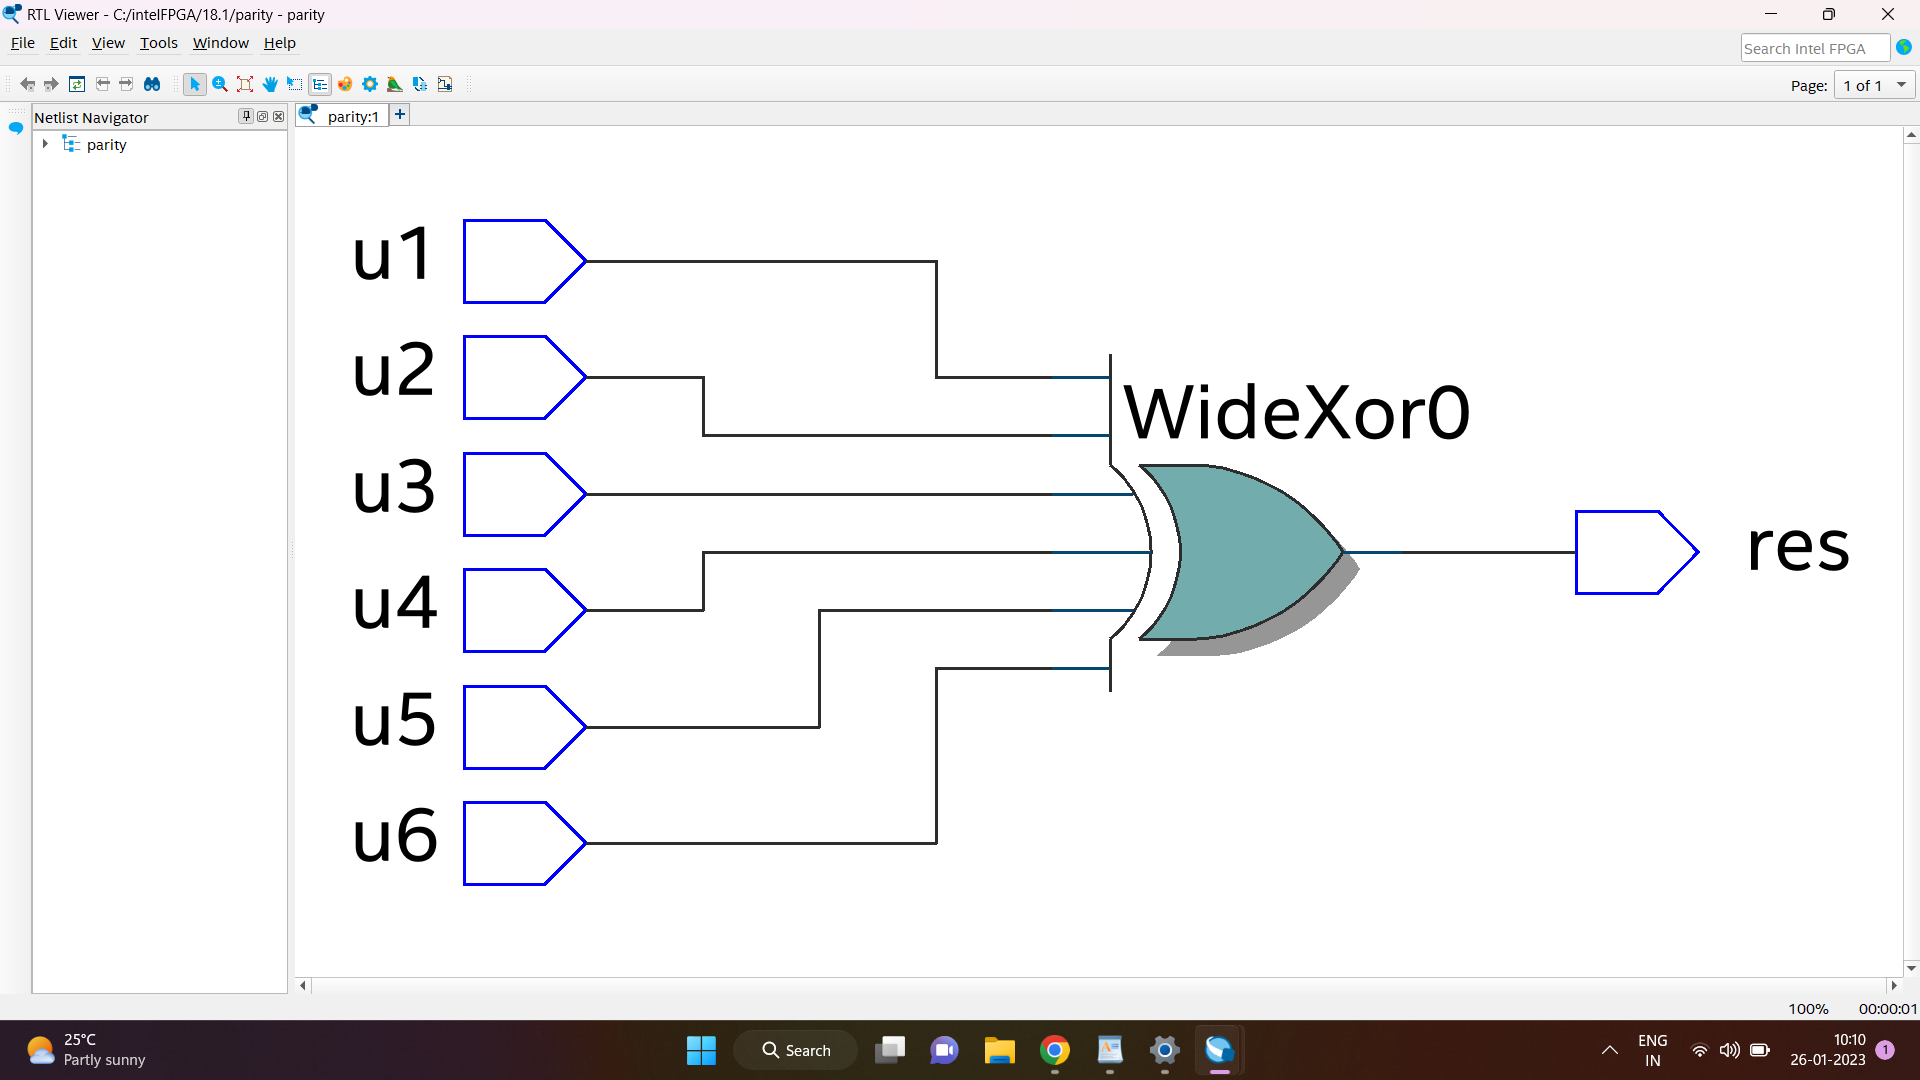 RTL Viewer - C:/intelFPGA/18.1/parity - parity
File Edit View Tools Window Help
Search Intel FPGA
Page: 1 of 1
Netlist Navigator
parity:1
+
parity
u1
u2
WideXor0
u3
res
u4
u5
u6
100% 00:00:01
25°C
Partly sunny
Search
ENG
IN
10:10
26-01-2023
1